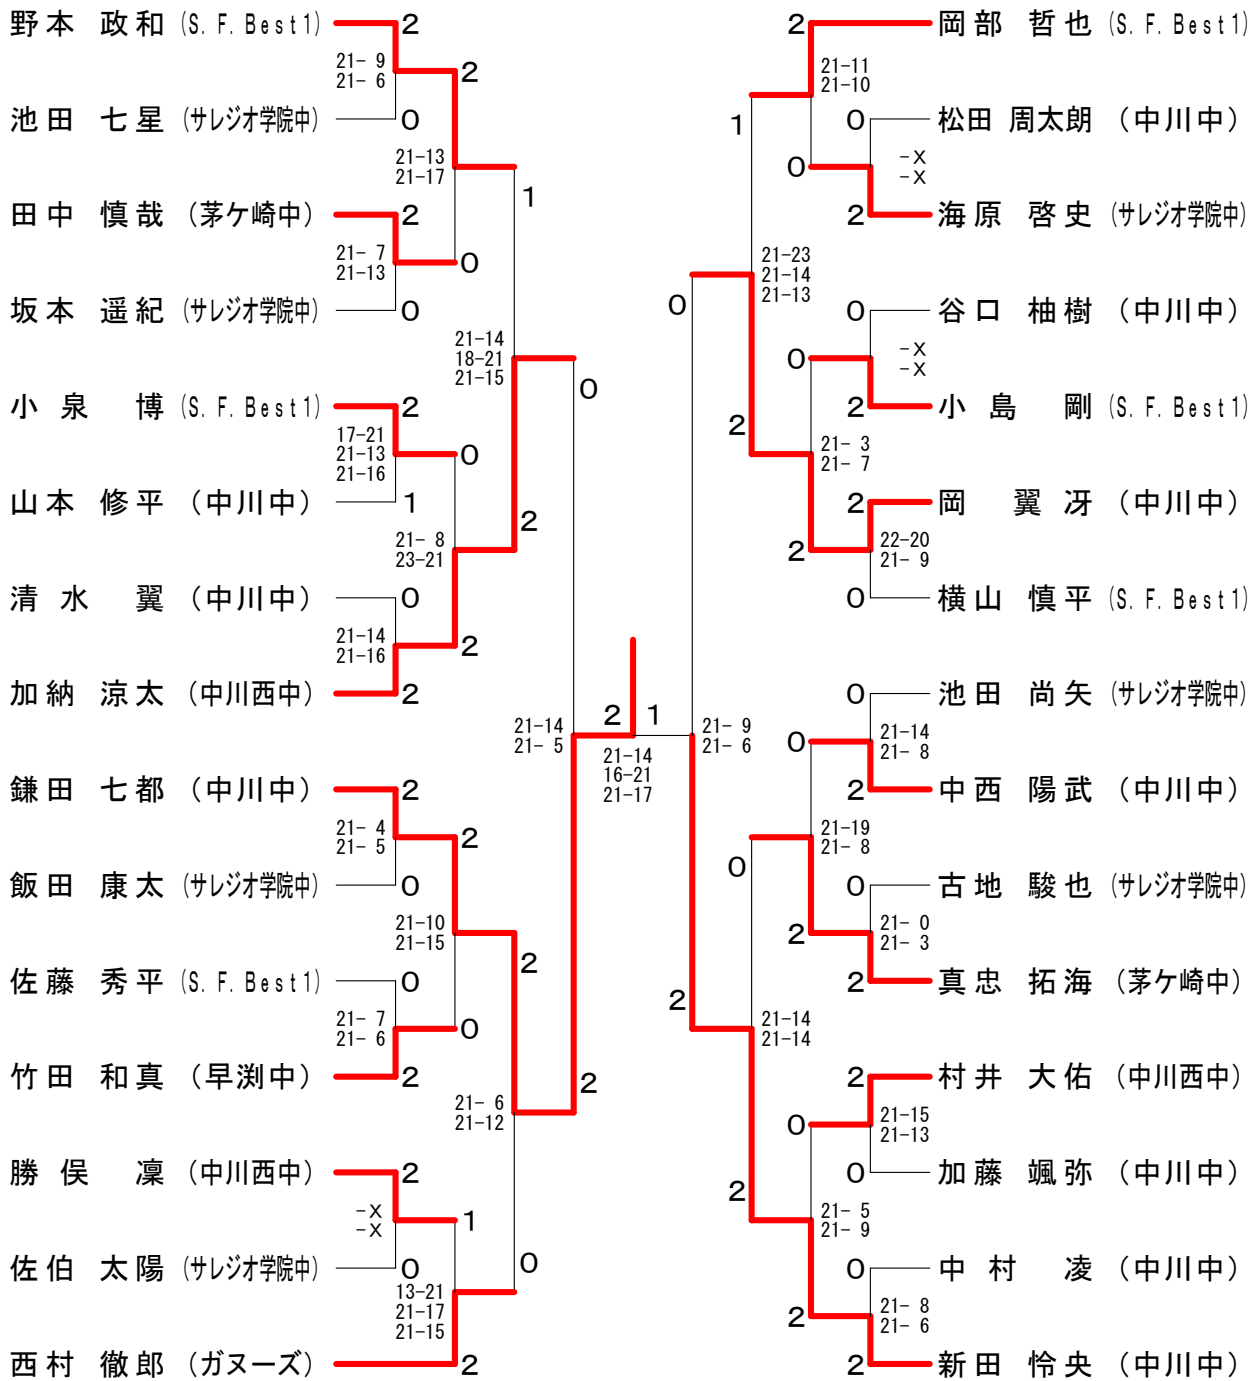 野本 政和 (S.F.Best1) 2
21- 9
21- 6
2
池田 七星 (サレジオ学院中) 0
21-13
21-17
1
田中 慎哉 (茅ケ崎中) 2
21- 7
21-13
0
坂本 遥紀 (サレジオ学院中) 0
21-14
18-21
21-15
0
小泉 博 (S.F.Best1) 2
17-21
21-13
21-16
0
山本 修平 (中川中) 1
21- 8
23-21
2
清水 翼 (中川中) 0
21-14
21-16
2
加納 涼太 (中川西中) 2
21-14
21- 5
2
1
21-14
16-21
21-17
鎌田 七都 (中川中) 2
21- 4
21- 5
2
飯田 康太 (サレジオ学院中) 0
21-10
21-15
2
佐藤 秀平 (S.F.Best1) 0
21- 7
21- 6
0
竹田 和真 (早渕中) 2
21- 6
21-12
2
勝俣 凜 (中川西中) 2
-X
-X
1
佐伯 太陽 (サレジオ学院中) 0
13-21
21-17
21-15
0
西村 徹郎 (ガヌーズ) 2
2 岡部 哲也 (S.F.Best1)
21-11
21-10
1
0 松田 周太朗 (中川中)
-X
-X
0
2 海原 啓史 (サレジオ学院中)
21-23
21-14
21-13
0
0 谷口 柚樹 (中川中)
-X
-X
0
2 小島 剛 (S.F.Best1)
2
21- 3
21- 7
2 岡 翼冴 (中川中)
22-20
21- 9
2
0 横山 慎平 (S.F.Best1)
21- 9
21- 6
0 池田 尚矢 (サレジオ学院中)
21-14
21- 8
0
2 中西 陽武 (中川中)
21-19
21- 8
0
0 古地 駿也 (サレジオ学院中)
21- 0
21- 3
2
2 真忠 拓海 (茅ケ崎中)
2
21-14
21-14
2 村井 大佑 (中川西中)
21-15
21-13
0
0 加藤 颯弥 (中川中)
2
21- 5
21- 9
0 中村 凌 (中川中)
21- 8
21- 6
2
2 新田 怜央 (中川中)